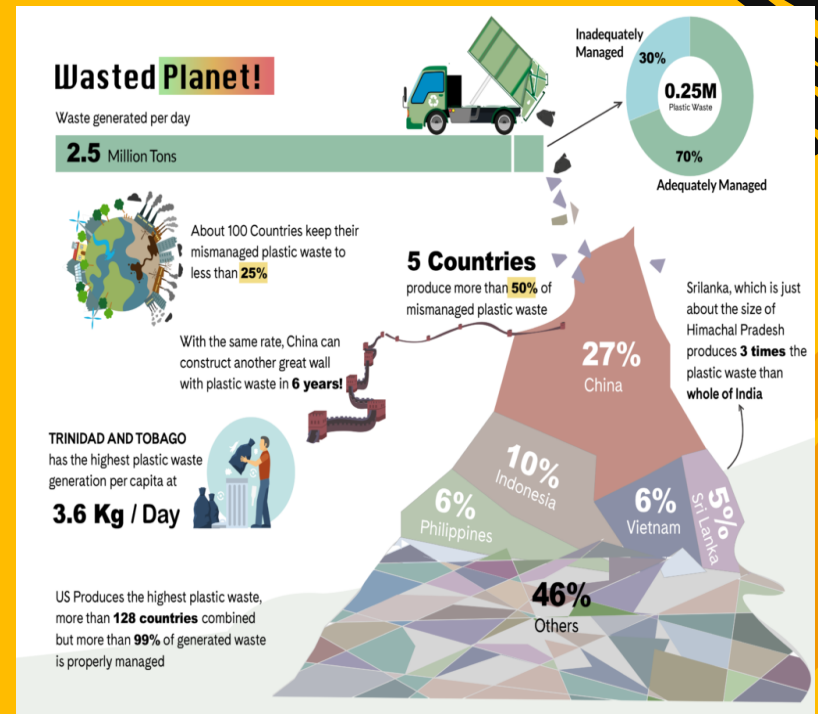 Wasted Planet!
Waste generated per day
2.5 Million Tons
Inadequately
Managed
30%
0.25M
Plastic Waste
70%
Adequately Managed
About 100 Countries keep their
mismanaged plastic waste to
less than 25%
5 Countries
produce more than 50% of
mismanaged plastic waste
With the same rate, China can
construct another great wall
with plastic waste in 6 years!
Srilanka, which is just
about the size of
Himachal Pradesh
produces 3 times the
plastic waste than
whole of India
27%
China
10%
Indonesia
6%
Philippines
6%
Vietnam
5%
Sri Lanka
46%
Others
TRINIDAD AND TOBAGO
has the highest plastic waste
generation per capita at
3.6 Kg / Day
US Produces the highest plastic waste,
more than 128 countries combined
but more than 99% of generated waste
is properly managed